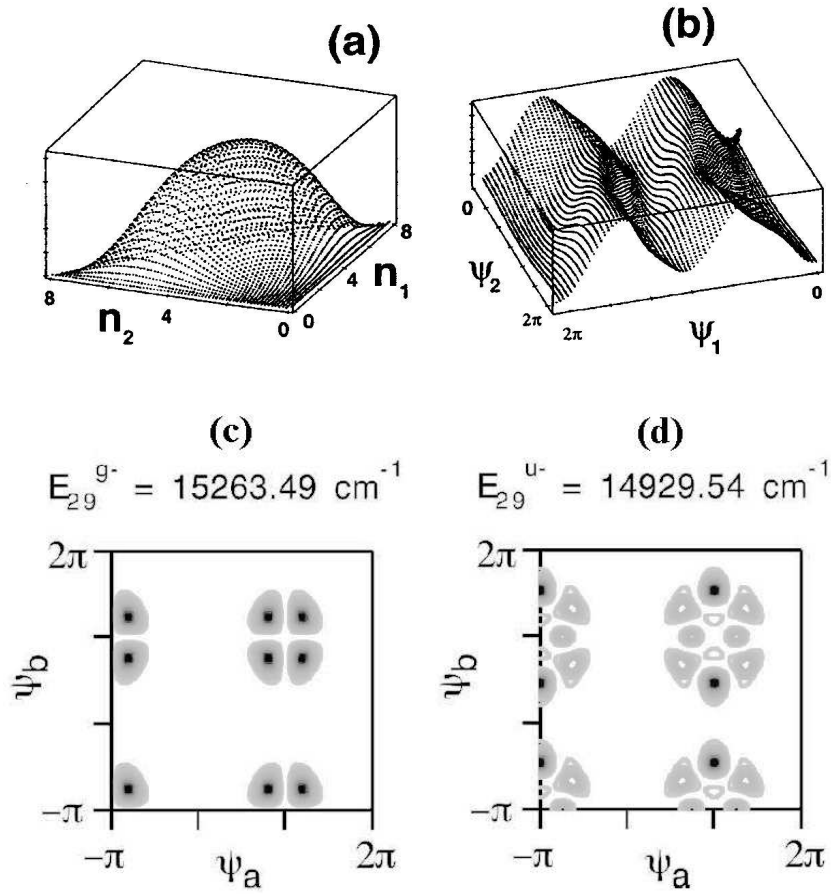 (a)
(b)
8
n₂
4
0
0
4
n₁
8
0
ψ₂
2π
2π
ψ₁
0
(c)
(d)
E₂₉ᵍ⁻ = 15263.49 cm⁻¹
E₂₉ᵘ⁻ = 14929.54 cm⁻¹
2π
ψb
-π
-π
ψₐ
2π
2π
ψb
-π
-π
ψₐ
2π